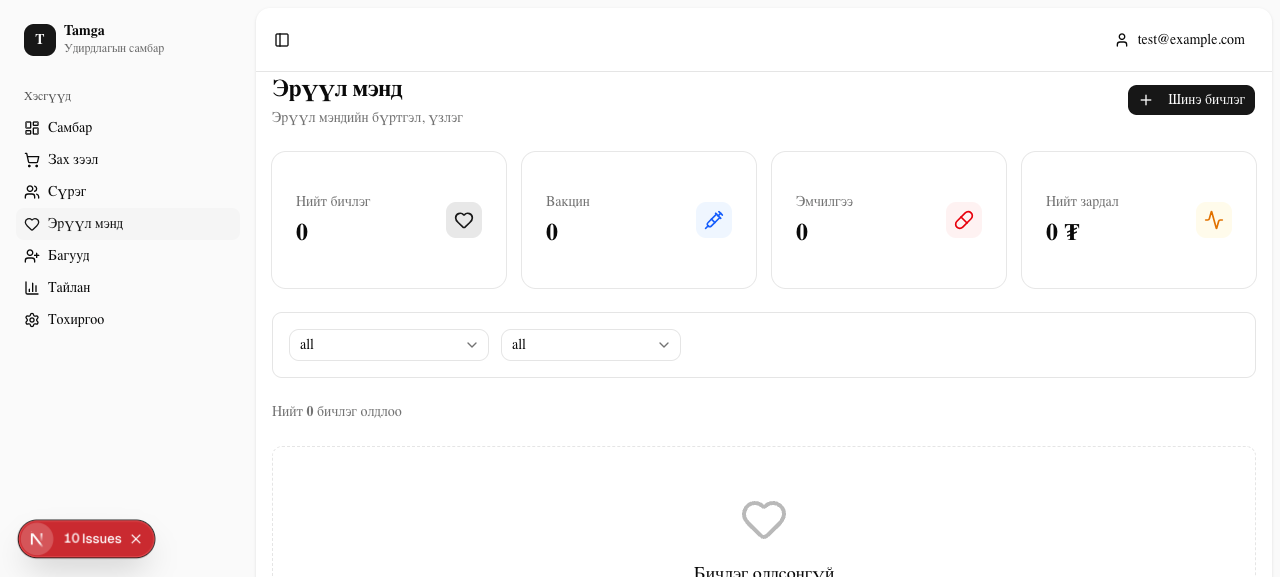 T
Tamga
Удирдлагын самбар
Хэсгүүд
Самбар
Зах зээл
Сүрэг
Эрүүл мэнд
Багууд
Тайлан
Тохиргоо
N
10 Issues
test@example.com
Эрүүл мэнд
Эрүүл мэндийн бүртгэл, үзлэг
Шинэ бичлэг
Нийт бичлэг
0
Вакцин
0
Эмчилгээ
0
Нийт зардал
0 ₮
all
all
Нийт 0 бичлэг олдлоо
Бичлэг олдсонгүй